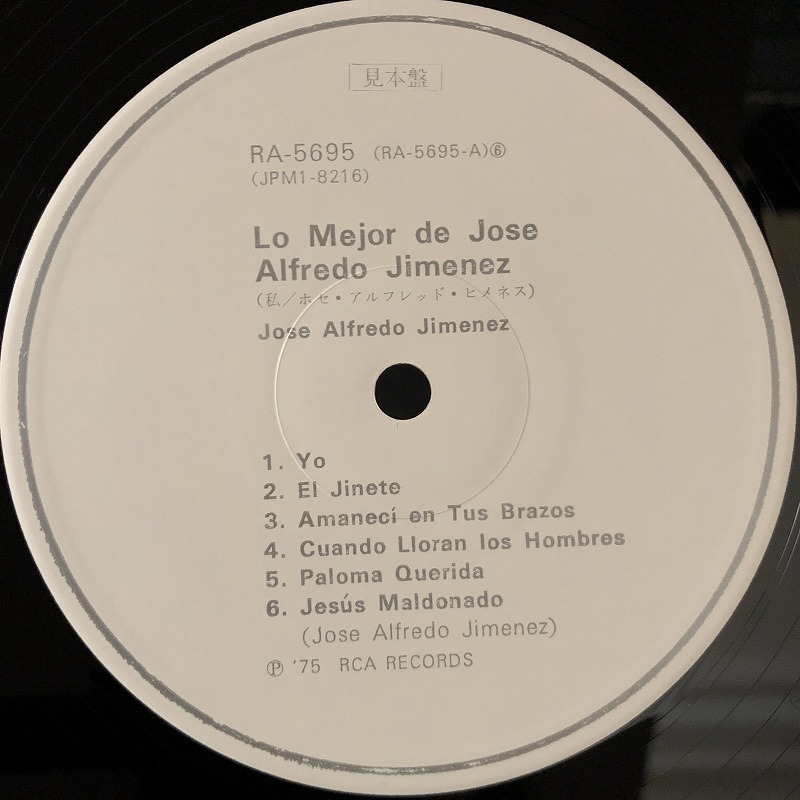 見本盤
RA-5695 (RA-5695-A)⑥
(JPM1-8216)
Lo Mejor de Jose
Alfredo Jimenez
(私/ホセ・アルフレッド・ヒメネス)
Jose Alfredo Jimenez
1. Yo
2. El Jinete
3. Amanecí en Tus Brazos
4. Cuando Lloran los Hombres
5. Paloma Querida
6. Jesús Maldonado
(Jose Alfredo Jimenez)
Ⓟ '75 RCA RECORDS